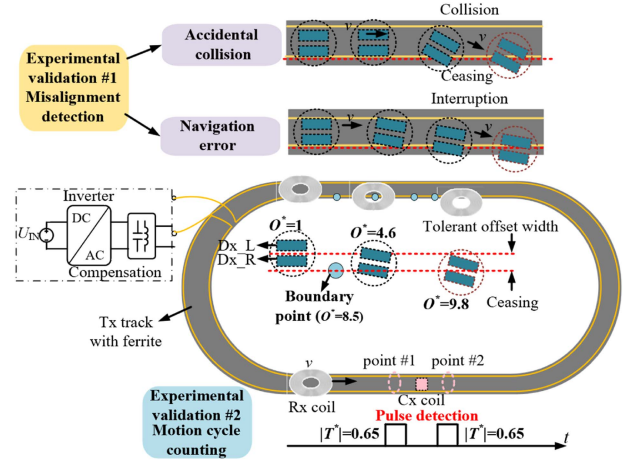 Collision
Accidental
collision
v
v
Ceasing
Experimental
validation #1
Misalignment
detection
Interruption
Navigation
error
v
v
Inverter
U_IN
DC
AC
Compensation
O*=1
O*=4.6
Tolerant offset width
Dx_L
Dx_R
Boundary
point (O*=8.5)
O*=9.8
Ceasing
Tx track
with ferrite
v
Rx coil
point #1
point #2
Cx coil
Experimental
validation #2
Motion cycle
counting
Pulse detection
|T*|=0.65
|T*|=0.65
t